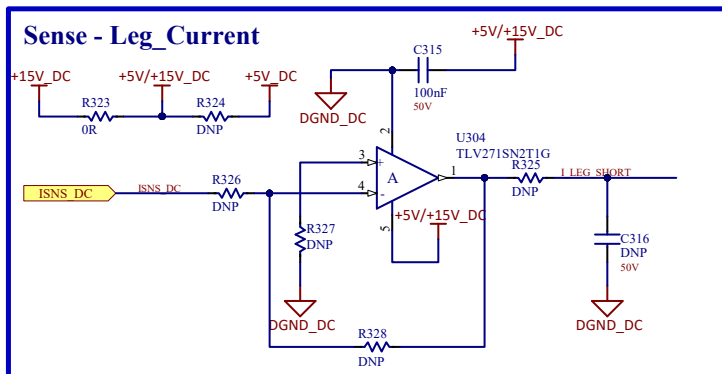 Sense - Leg_Current
+15V_DC
+5V/+15V_DC
+5V_DC
R323
0R
R324
DNP
C315
100nF
50V
+5V/+15V_DC
DGND_DC
U304
TLV271SN2T1G
2
3
+
4
-
A
1
5
+5V/+15V_DC
ISNS_DC
ISNS_DC
R326
DNP
R327
DNP
DGND_DC
R325
DNP
I_LEG_SHORT
C316
DNP
50V
DGND_DC
R328
DNP